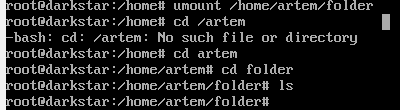 root@darkstar:/home# umount /home/artem/folder
root@darkstar:/home# cd /artem
-bash: cd: /artem: No such file or directory
root@darkstar:/home# cd artem
root@darkstar:/home/artem# cd folder
root@darkstar:/home/artem/folder# ls
root@darkstar:/home/artem/folder#